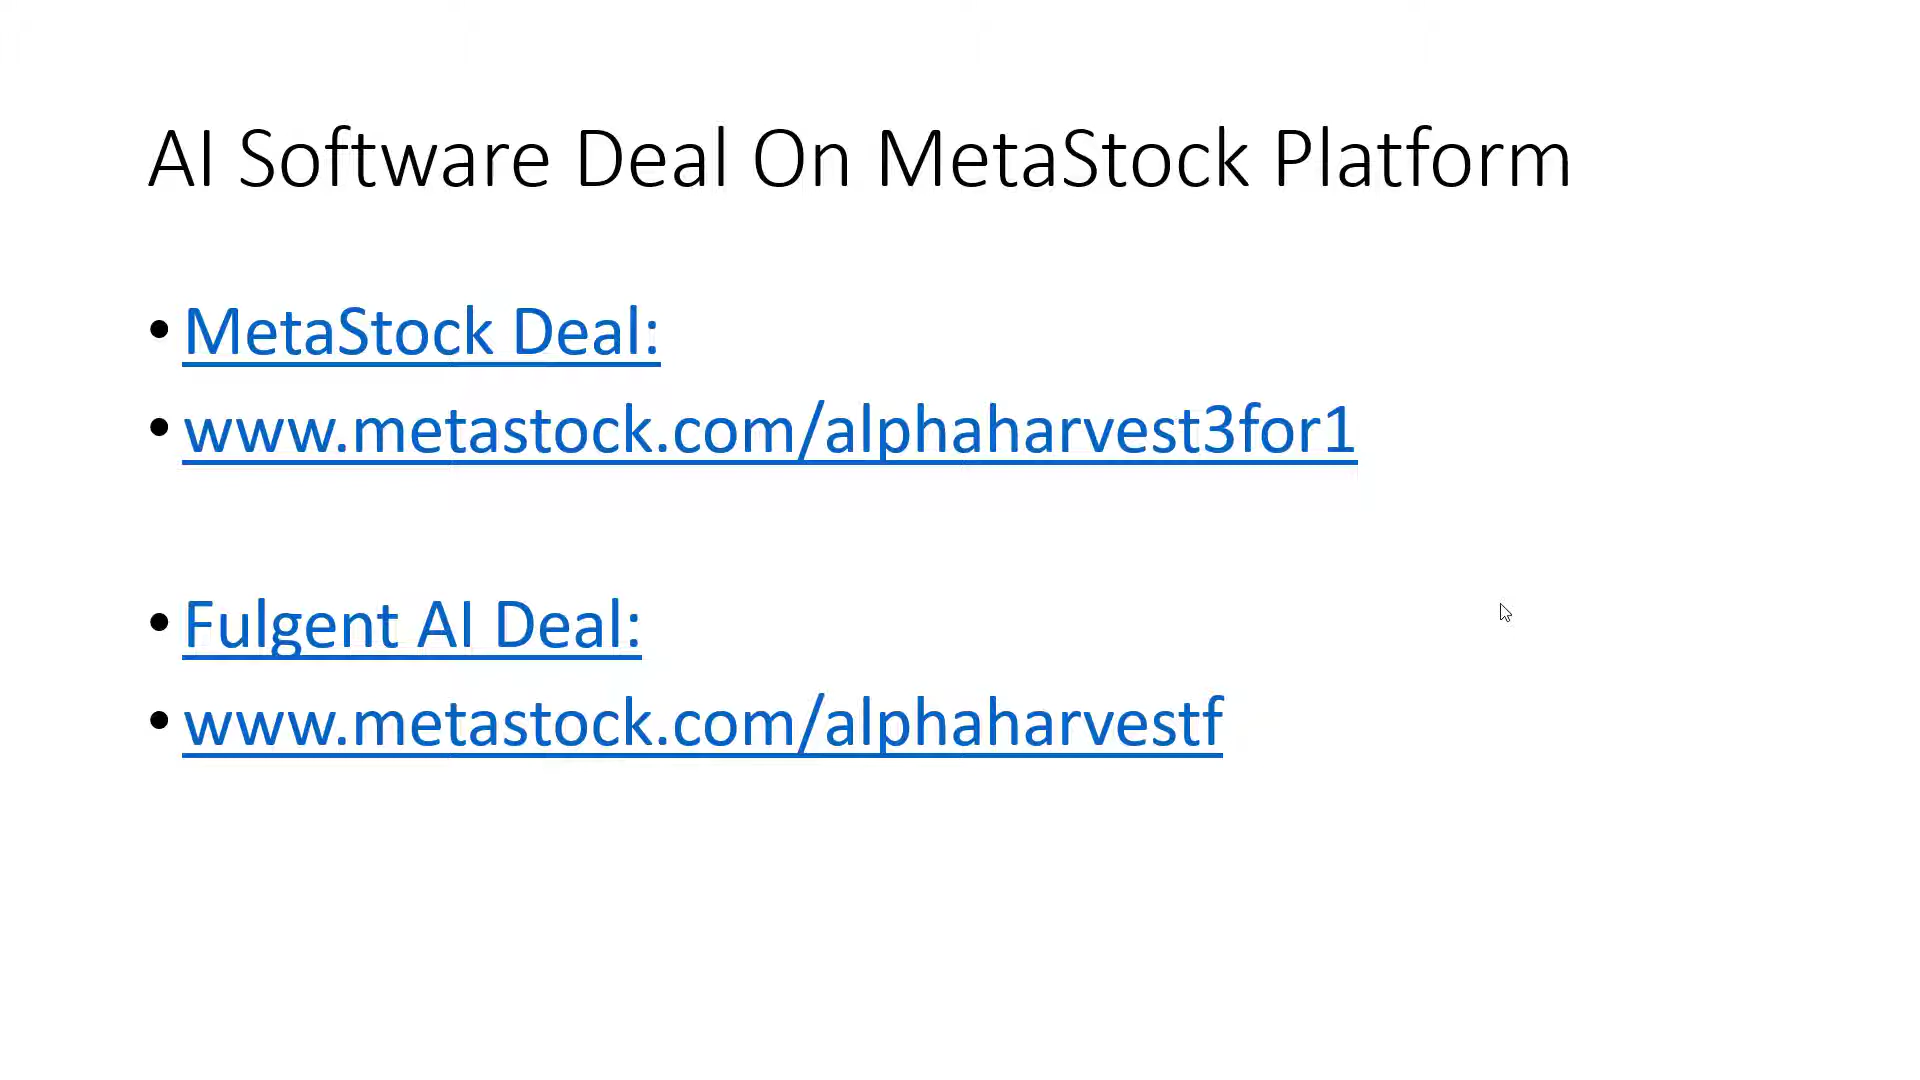 AI Software Deal On MetaStock Platform
• MetaStock Deal:
• www.metastock.com/alphaharvest3for1
• Fulgent AI Deal:
• www.metastock.com/alphaharvestf